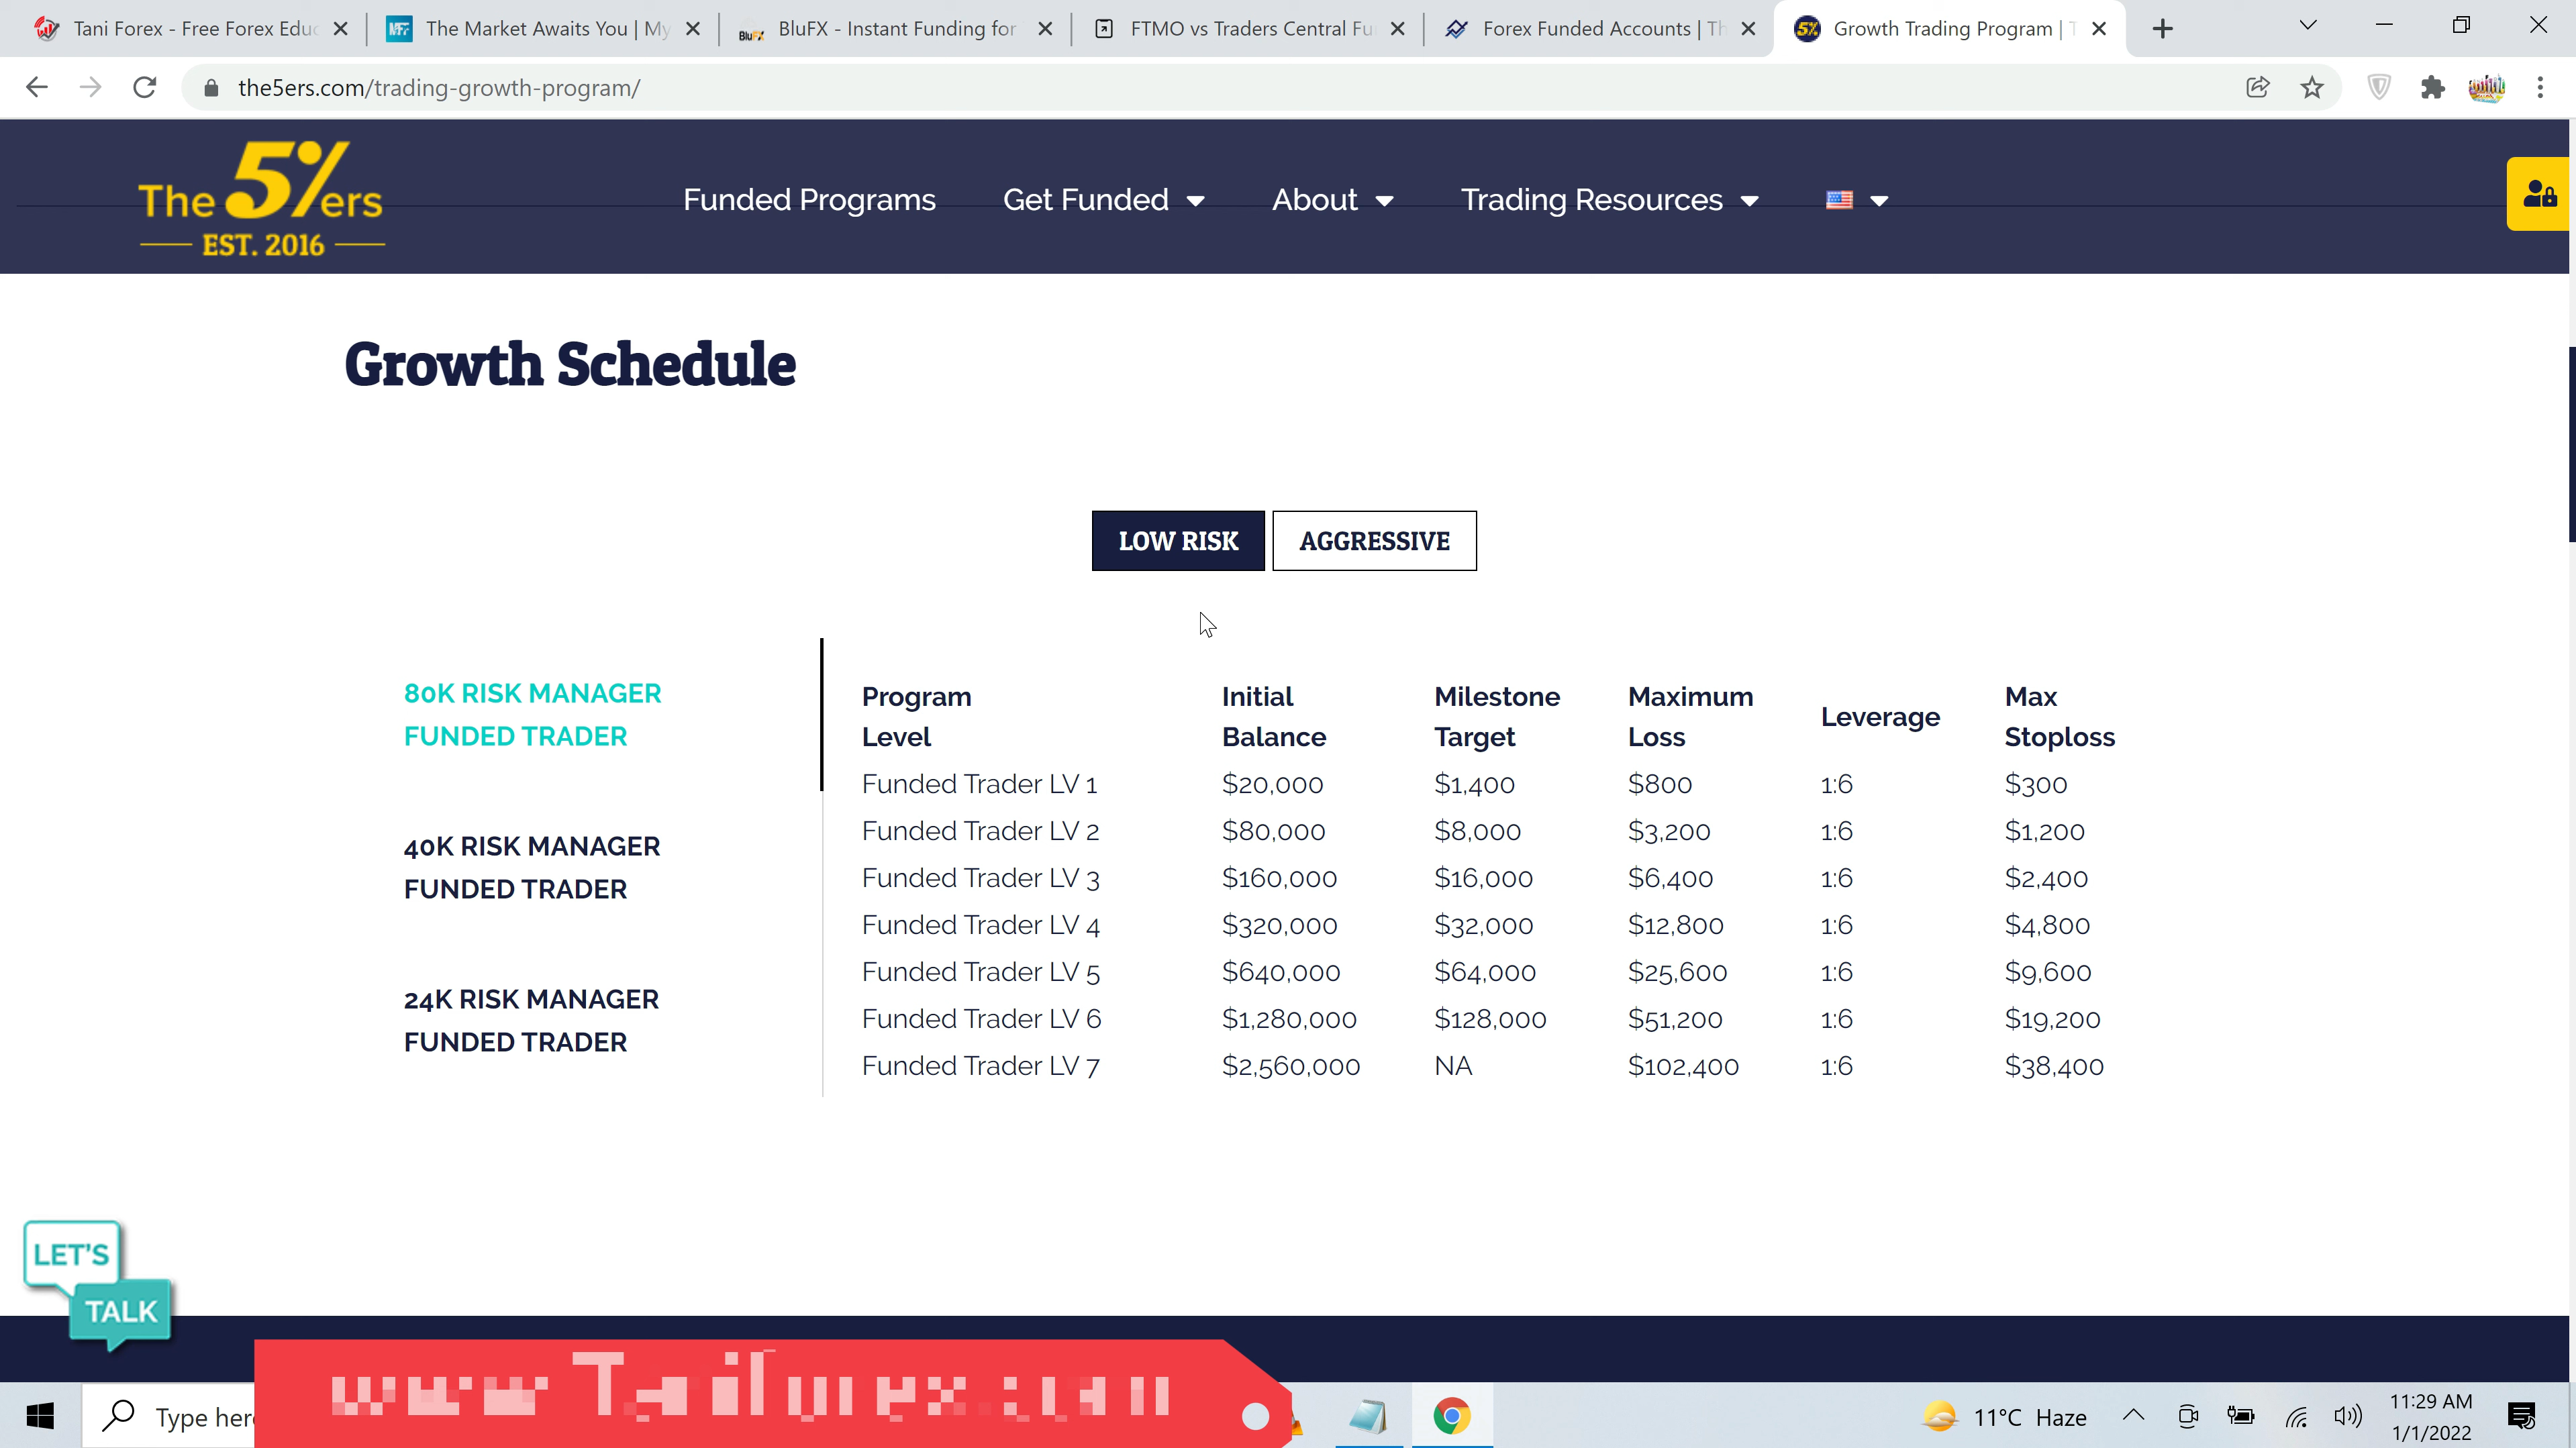 Tani Forex - Free Forex Educ
The Market Awaits You | My
BluFX - Instant Funding for
FTMO vs Traders Central Fu
Forex Funded Accounts | Th
Growth Trading Program | T
the5ers.com/trading-growth-program/
The 5%ers
EST. 2016
Funded Programs
Get Funded
About
Trading Resources
Growth Schedule
LOW RISK
AGGRESSIVE
80K RISK MANAGER
FUNDED TRADER
40K RISK MANAGER
FUNDED TRADER
24K RISK MANAGER
FUNDED TRADER
Program Level Initial Balance Milestone Target Maximum Loss Leverage Max Stoploss
Funded Trader LV 1 $20,000 $1,400 $800 1:6 $300
Funded Trader LV 2 $80,000 $8,000 $3,200 1:6 $1,200
Funded Trader LV 3 $160,000 $16,000 $6,400 1:6 $2,400
Funded Trader LV 4 $320,000 $32,000 $12,800 1:6 $4,800
Funded Trader LV 5 $640,000 $64,000 $25,600 1:6 $9,600
Funded Trader LV 6 $1,280,000 $128,000 $51,200 1:6 $19,200
Funded Trader LV 7 $2,560,000 NA $102,400 1:6 $38,400
LET'S
TALK
Type here
11°C Haze
11:29 AM
1/1/2022